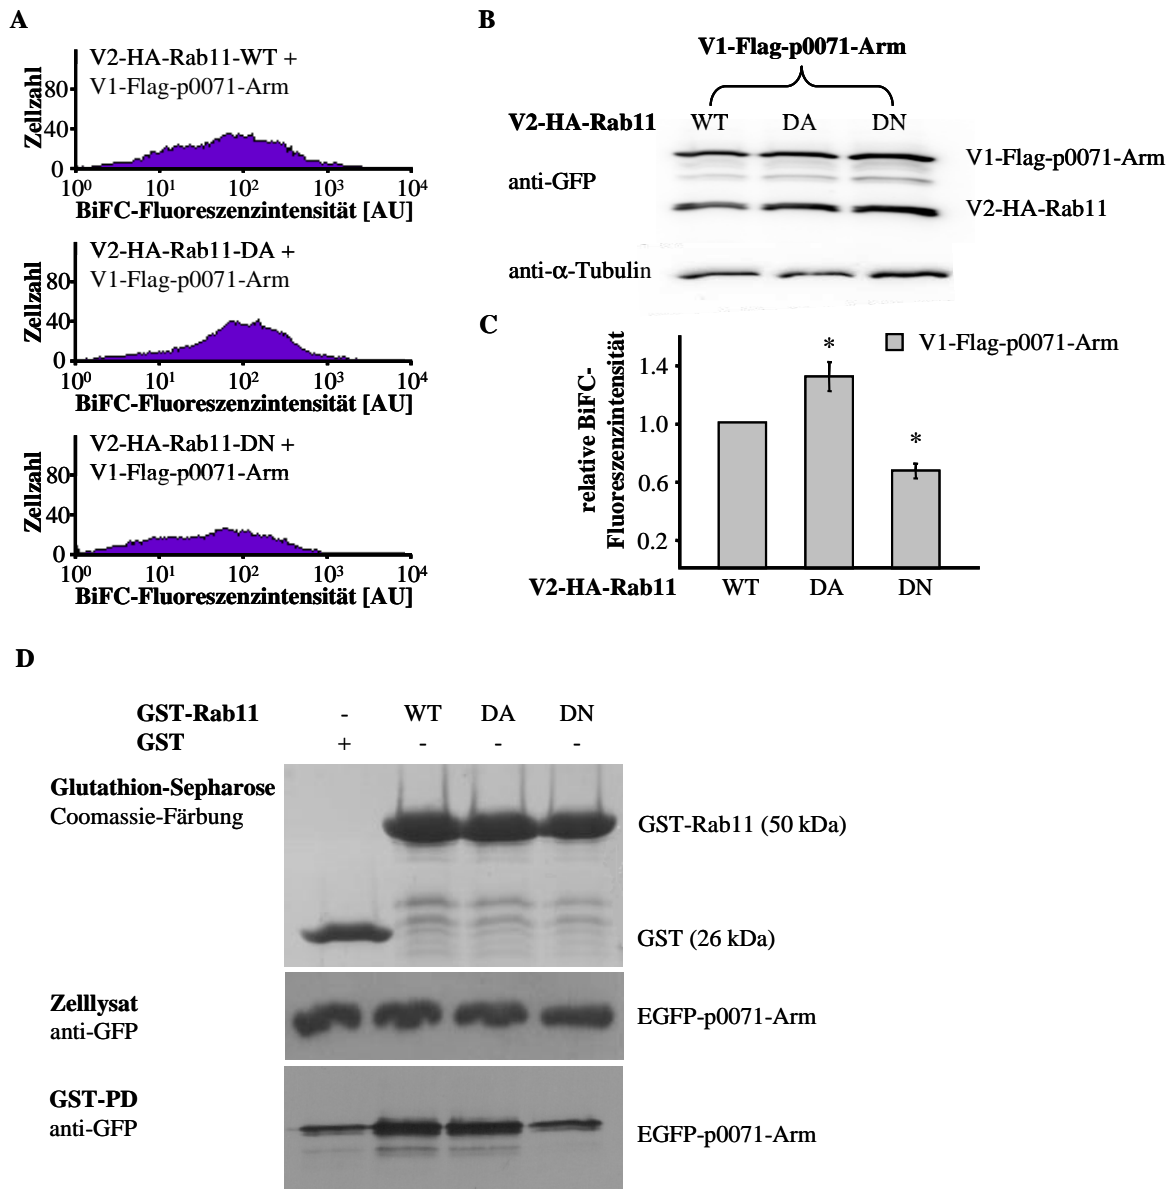 A
V2-HA-Rab11-WT +
V1-Flag-p0071-Arm
Zellzahl
80
40
0
10⁰ 10¹ 10² 10³ 10⁴
BiFC-Fluoreszenzintensität [AU]
V2-HA-Rab11-DA +
V1-Flag-p0071-Arm
Zellzahl
80
40
0
10⁰ 10¹ 10² 10³ 10⁴
BiFC-Fluoreszenzintensität [AU]
V2-HA-Rab11-DN +
V1-Flag-p0071-Arm
Zellzahl
80
40
0
10⁰ 10¹ 10² 10³ 10⁴
BiFC-Fluoreszenzintensität [AU]
B
V1-Flag-p0071-Arm
V2-HA-Rab11 WT DA DN
V1-Flag-p0071-Arm
anti-GFP
V2-HA-Rab11
anti-α-Tubulin
C
relative BiFC-
Fluoreszenzintensität
V1-Flag-p0071-Arm
1.4
1.0
0.6
0.2
* 
*
V2-HA-Rab11 WT DA DN
D
GST-Rab11 - WT DA DN
GST + - - -
Glutathion-Sepharose
Coomassie-Färbung
GST-Rab11 (50 kDa)
GST (26 kDa)
Zelllysat
anti-GFP
EGFP-p0071-Arm
GST-PD
anti-GFP
EGFP-p0071-Arm